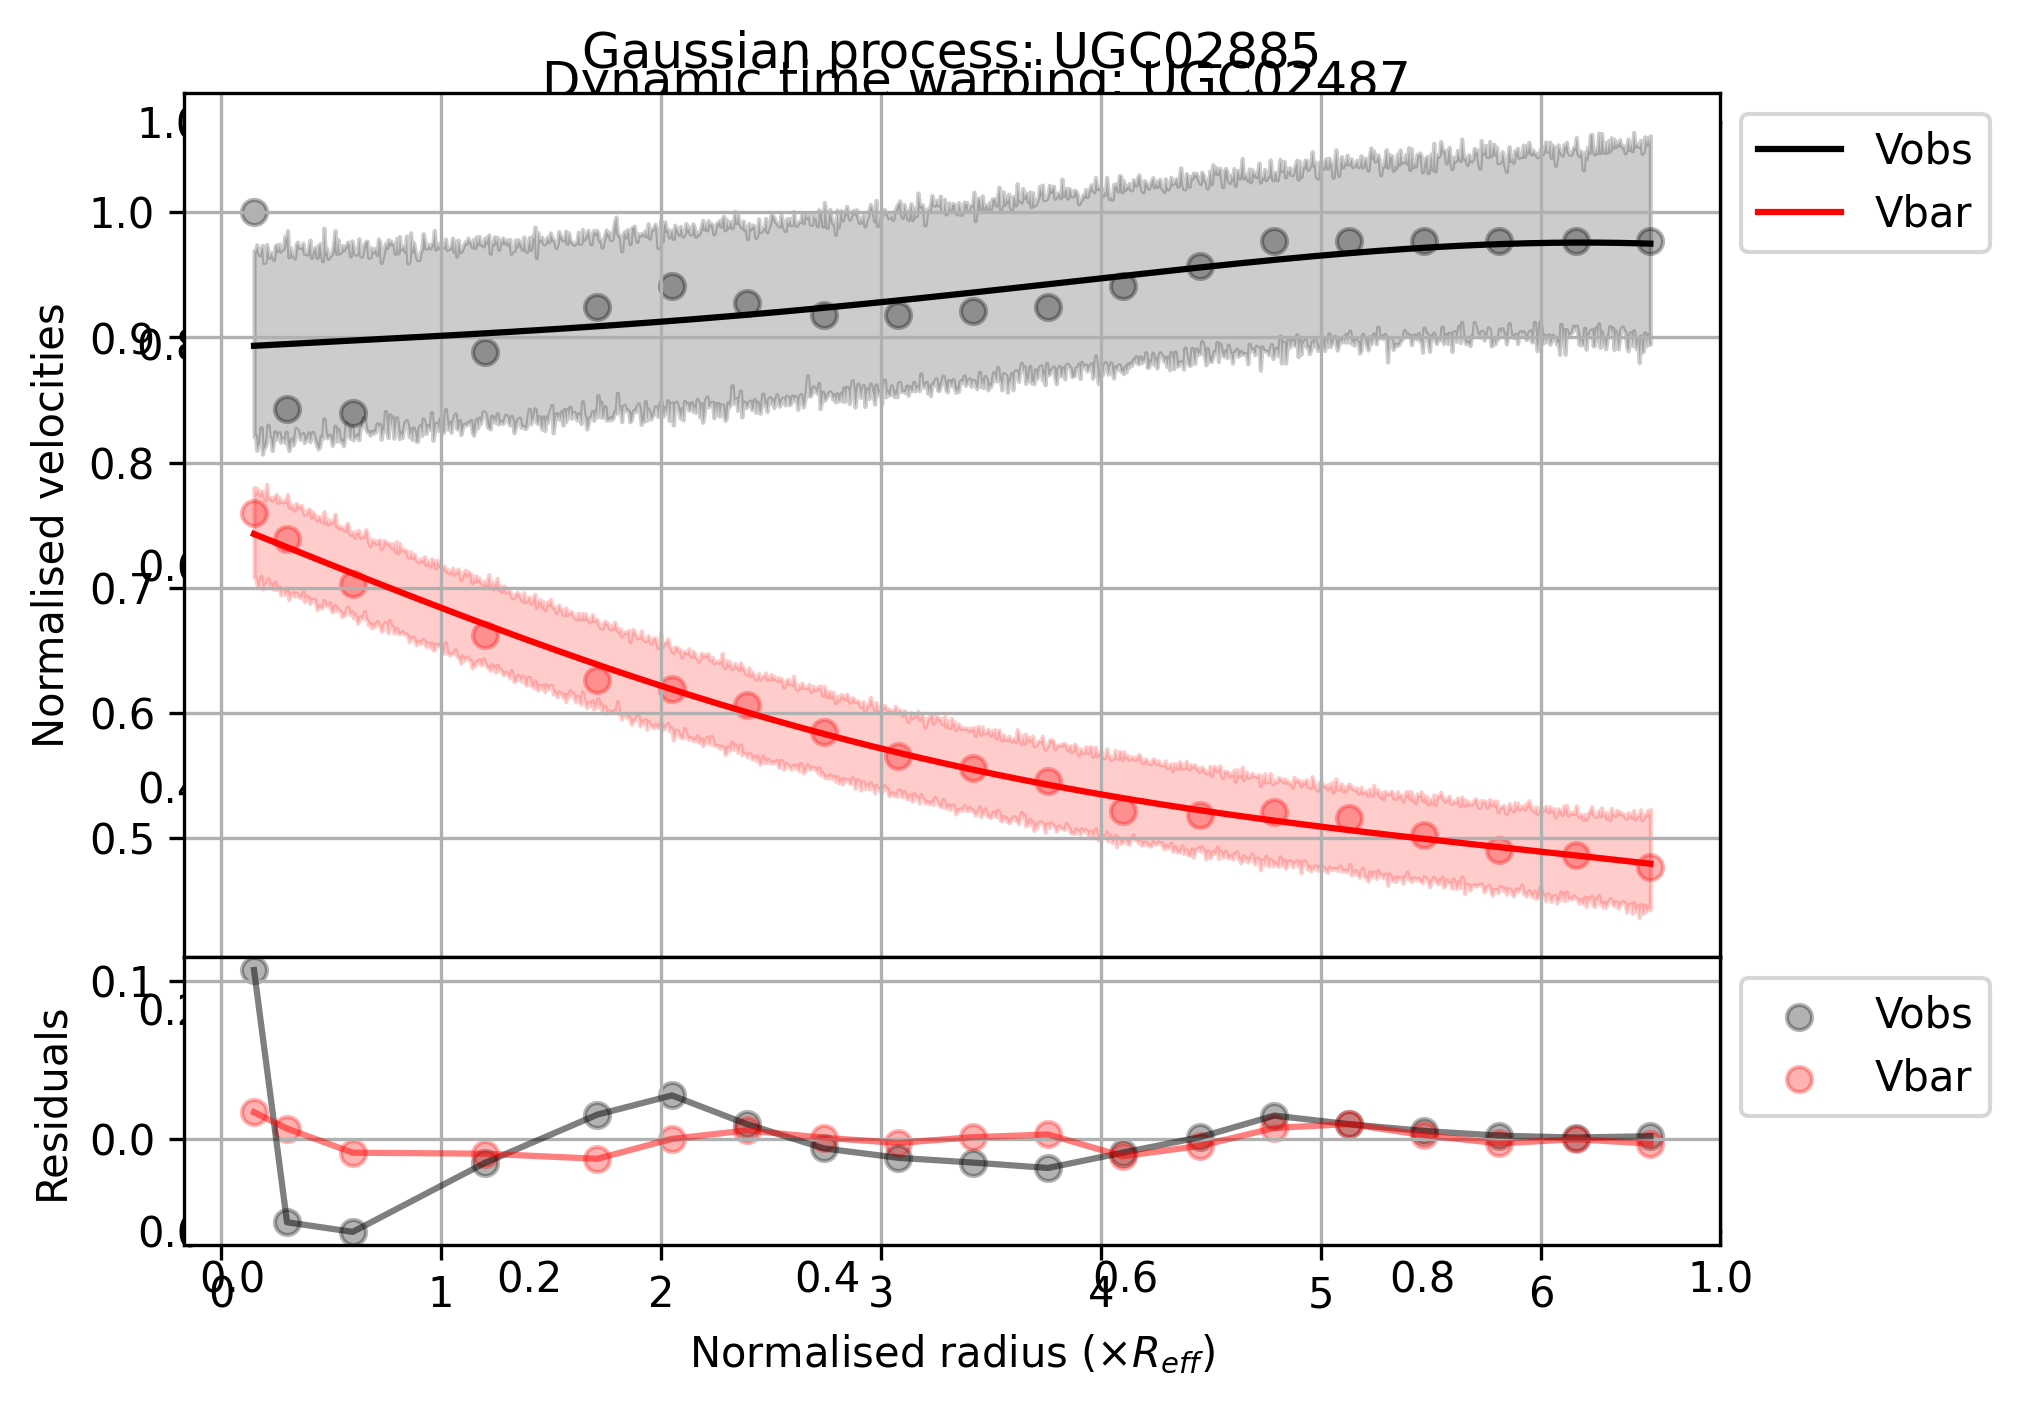 Gaussian process: UGC02885
Dynamic time warping: UGC02487
Normalised velocities
1.0
0.9
0.8
0.7
0.6
0.5
Vobs
Vbar
Residuals
0.1
0.0
Vobs
Vbar
0.0 0.2 0.4 0.6 0.8 1.0
0 1 2 3 4 5 6
Normalised radius (×R_eff)